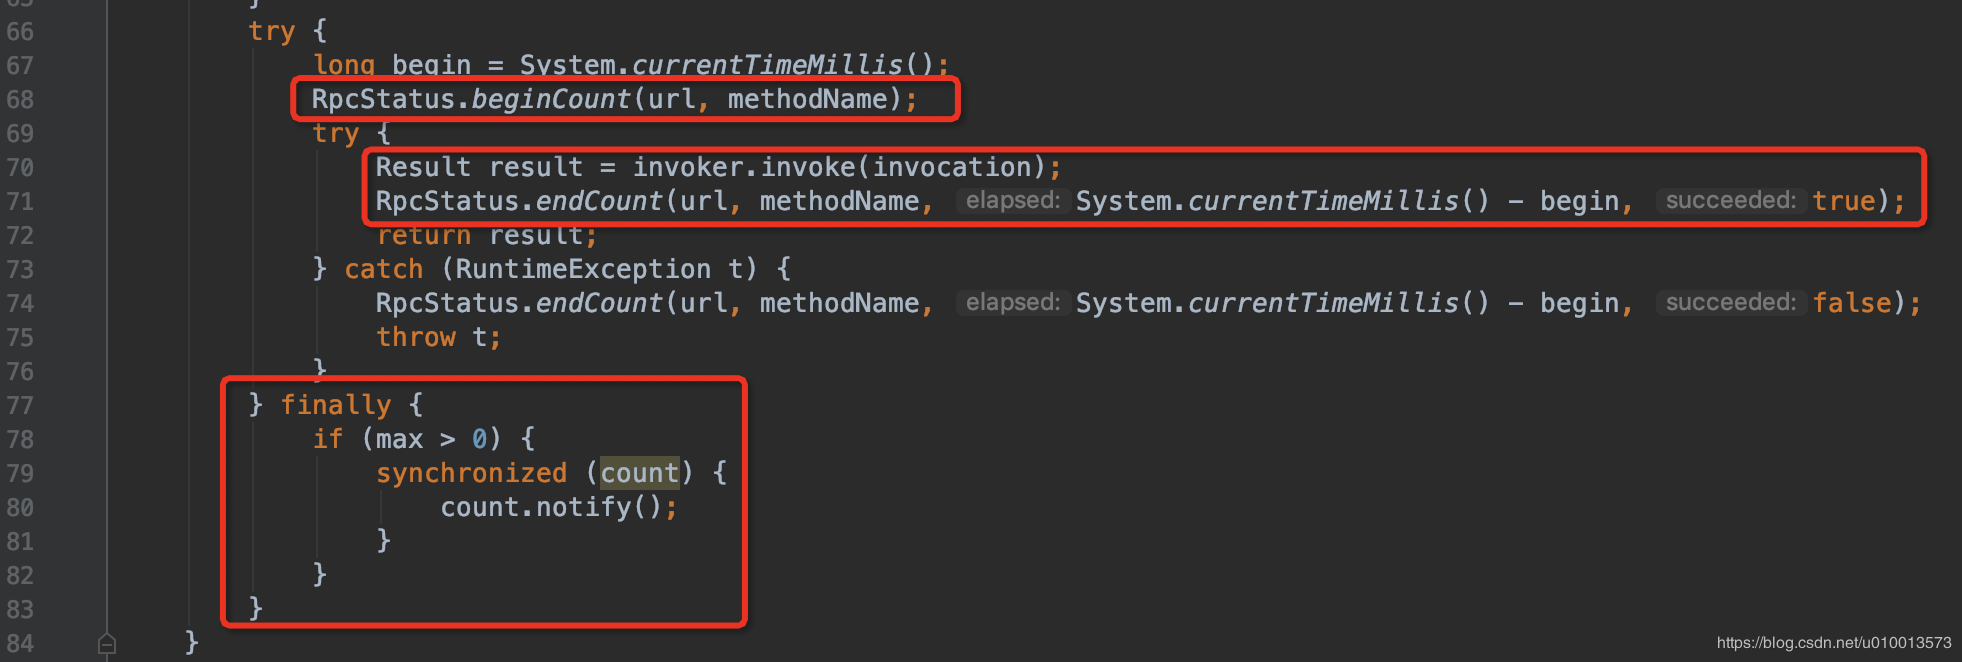 65 }
66 try {
67 long begin = System.currentTimeMillis();
68 RpcStatus.beginCount(url, methodName);
69 try {
70 Result result = invoker.invoke(invocation);
71 RpcStatus.endCount(url, methodName, elapsed: System.currentTimeMillis() - begin, succeeded: true);
72 return result;
73 } catch (RuntimeException t) {
74 RpcStatus.endCount(url, methodName, elapsed: System.currentTimeMillis() - begin, succeeded: false);
75 throw t;
76 }
77 } finally {
78 if (max > 0) {
79 synchronized (count) {
80 count.notify();
81 }
82 }
83 }
84 }
https://blog.csdn.net/u010013573